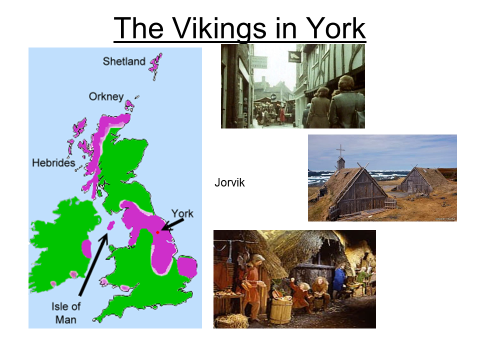 The Vikings in York
Shetland
Orkney
Hebrides
Jorvik
York
Isle of
Man